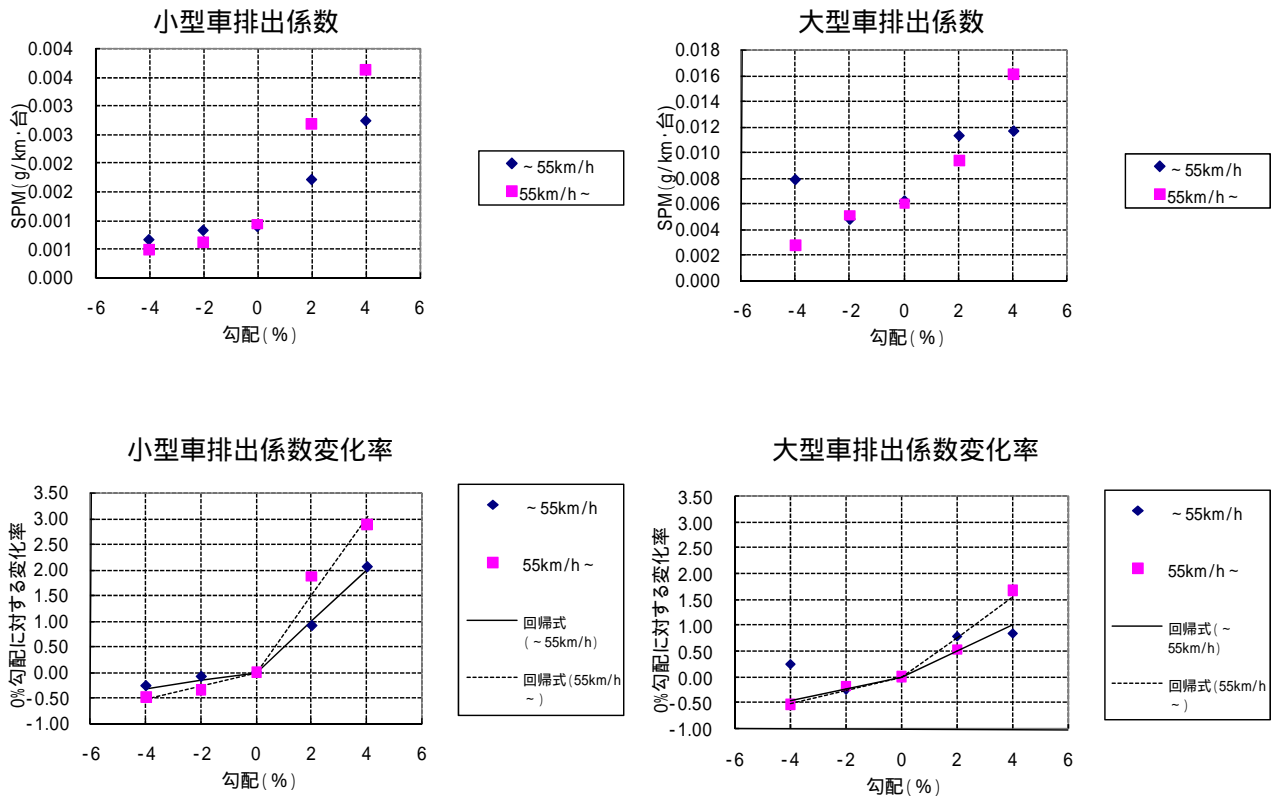 小型車排出係数
0.004
0.004
0.003
0.003
0.002
0.002
0.001
0.001
0.000
SPM(g/km·台)
-6 -4 -2 0 2 4 6
勾配(%)
~55km/h
55km/h~
大型車排出係数
0.018
0.016
0.014
0.012
0.010
0.008
0.006
0.004
0.002
0.000
SPM(g/km·台)
-6 -4 -2 0 2 4 6
勾配(%)
~55km/h
55km/h~
小型車排出係数変化率
3.50
3.00
2.50
2.00
1.50
1.00
0.50
0.00
-0.50
-1.00
0%勾配に対する変化率
-6 -4 -2 0 2 4 6
勾配(%)
~55km/h
55km/h~
回帰式
(~55km/h)
回帰式(55km/h
~)
大型車排出係数変化率
3.50
3.00
2.50
2.00
1.50
1.00
0.50
0.00
-0.50
-1.00
0%勾配に対する変化率
-6 -4 -2 0 2 4 6
勾配(%)
~55km/h
55km/h~
回帰式(~
55km/h)
回帰式(55km/h
~)